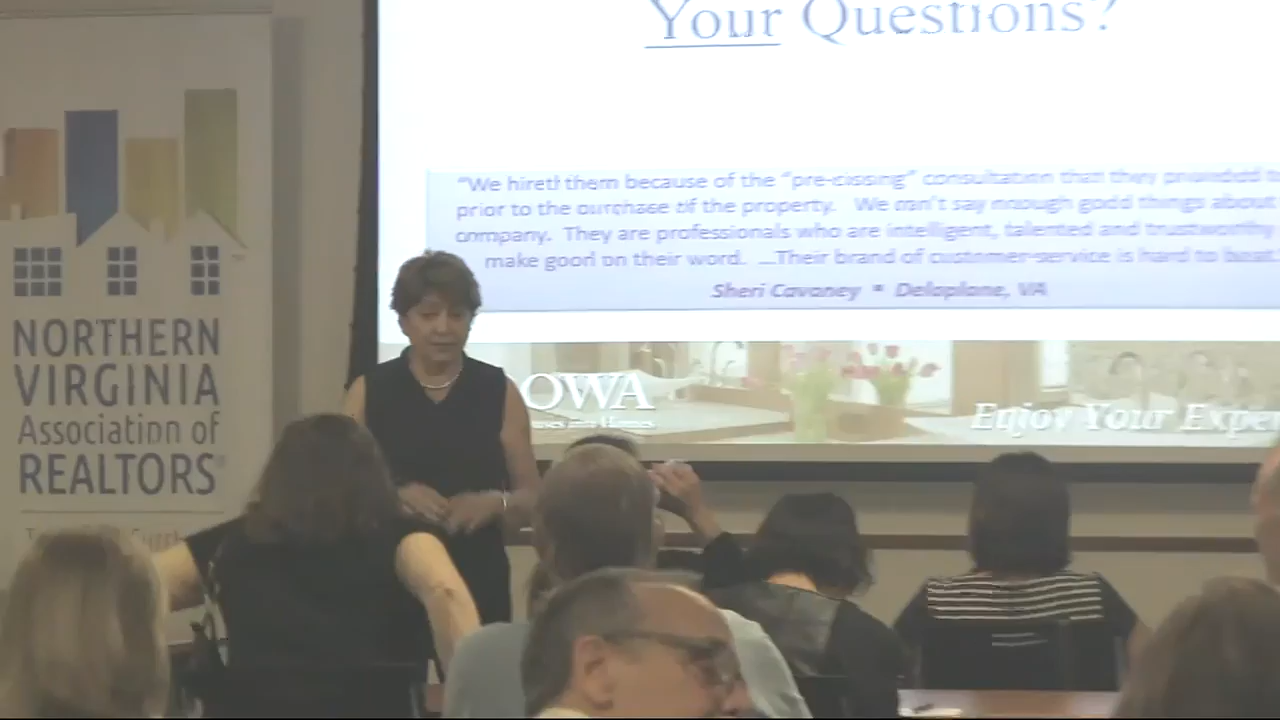 Your Questions?
"We hired them because of the "pre-cissing" consultation that they provided
prior to the purchase of the property. We can't say enough good things about
company. They are professionals who are intelligent, talented and trustworthy
make good on their word. ...Their brand of customer-service is hard to beat.
Sheri Cavaney * Delaplane, VA
OWA
Enjoy Your Exper
NORTHERN
VIRGINIA
Association of
REALTORS®